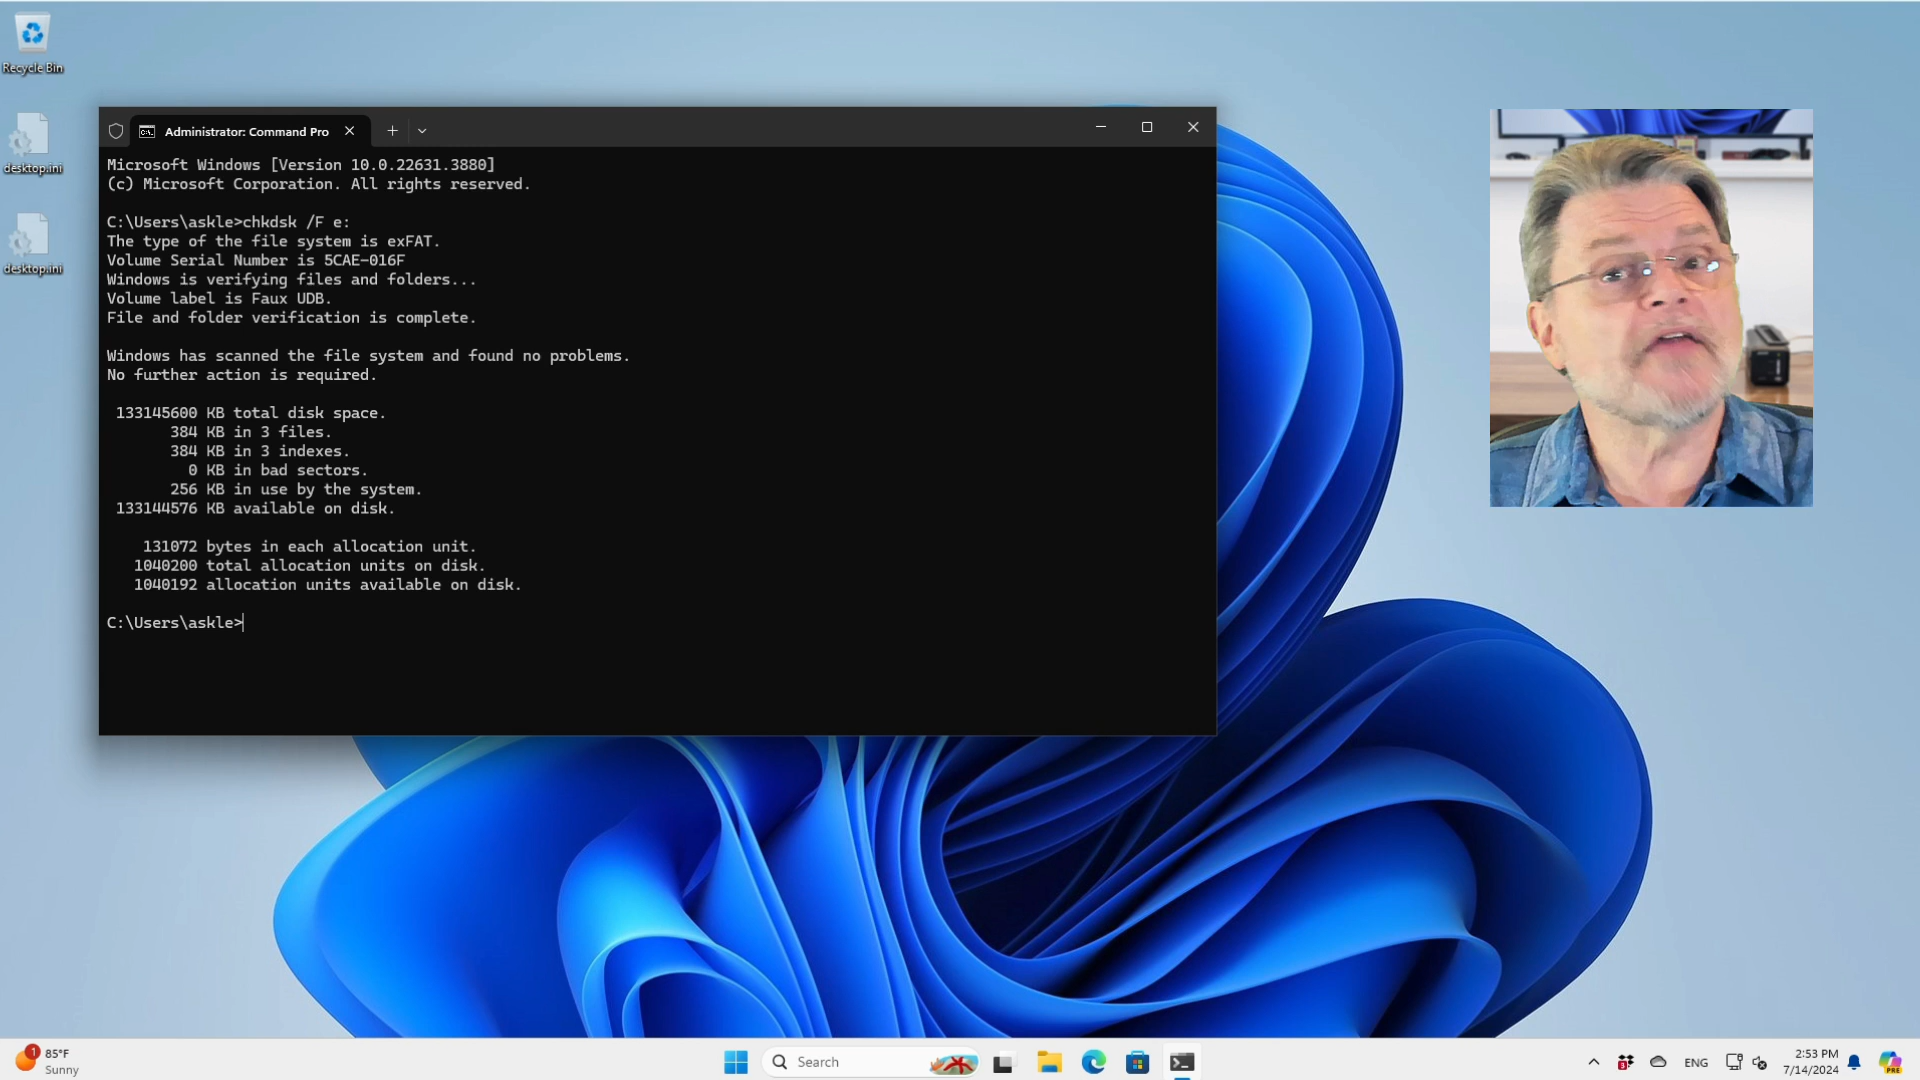 Recycle Bin
desktop.ini
desktop.ini
Administrator: Command Pro
Microsoft Windows [Version 10.0.22631.3880]
(c) Microsoft Corporation. All rights reserved.
C:\Users\askle>chkdsk /F e:
The type of the file system is exFAT.
Volume Serial Number is 5CAE-016F
Windows is verifying files and folders...
Volume label is Faux UDB.
File and folder verification is complete.
Windows has scanned the file system and found no problems.
No further action is required.
133145600 KB total disk space.
384 KB in 3 files.
384 KB in 3 indexes.
0 KB in bad sectors.
256 KB in use by the system.
133144576 KB available on disk.
131072 bytes in each allocation unit.
1040200 total allocation units on disk.
1040192 allocation units available on disk.
C:\Users\askle>
1
85°F
Sunny
Search
ENG
2:53 PM
7/14/2024
PRE